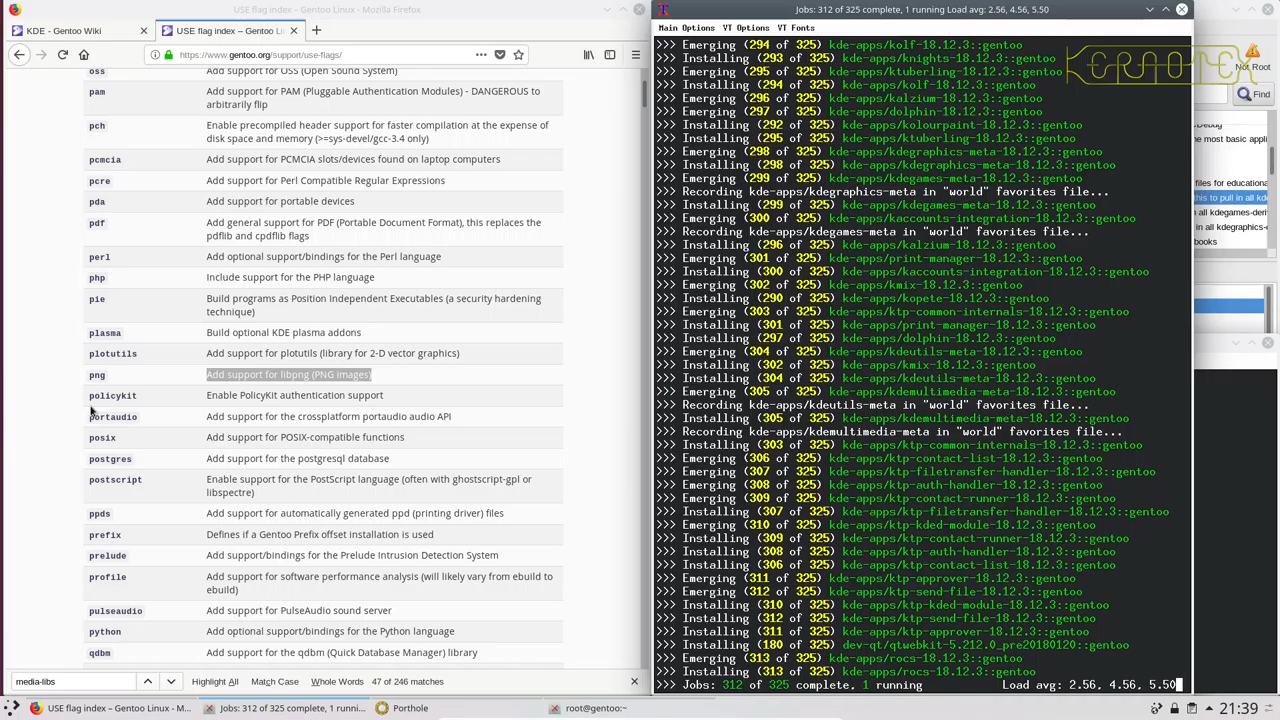 USE flag index - Gentoo Linux - Mozilla Firefox
KDE - Gentoo Wiki
USE flag index – Gentoo Li
https://www.gentoo.org/support/use-flags/
oss Add support for OSS (Open Sound System)
pam Add support for PAM (Pluggable Authentication Modules) - DANGEROUS to
arbitrarily flip
pch Enable precompiled header support for faster compilation at the expense of
disk space and memory (>=sys-devel/gcc-3.4 only)
pcmcia Add support for PCMCIA slots/devices found on laptop computers
pcre Add support for Perl Compatible Regular Expressions
pda Add support for portable devices
pdf Add general support for PDF (Portable Document Format), this replaces the
pdflib and cpdflib flags
perl Add optional support/bindings for the Perl language
php Include support for the PHP language
pie Build programs as Position Independent Executables (a security hardening
technique)
plasma Build optional KDE plasma addons
plotutils Add support for plotutils (library for 2-D vector graphics)
png Add support for libpng (PNG images)
policykit Enable PolicyKit authentication support
portaudio Add support for the crossplatform portaudio audio API
posix Add support for POSIX-compatible functions
postgres Add support for the postgresql database
postscript Enable support for the PostScript language (often with ghostscript-gpl or
libspectre)
ppds Add support for automatically generated ppd (printing driver) files
prefix Defines if a Gentoo Prefix offset installation is used
prelude Add support/bindings for the Prelude Intrusion Detection System
profile Add support for software performance analysis (will likely vary from ebuild to
ebuild)
pulseaudio Add support for PulseAudio sound server
python Add optional support/bindings for the Python language
qdbm Add support for the qdbm (Quick Database Manager) library
media-libs Highlight All Match Case Whole Words 47 of 246 matches
Jobs: 312 of 325 complete, 1 running Load avg: 2.56, 4.56, 5.50
Main Options VT Options VT Fonts
>>> Emerging (294 of 325) kde-apps/kolf-18.12.3::gentoo
>>> Installing (293 of 325) kde-apps/knights-18.12.3::gentoo
>>> Emerging (295 of 325) kde-apps/ktuberling-18.12.3::gentoo
>>> Installing (294 of 325) kde-apps/kolf-18.12.3::gentoo
>>> Emerging (296 of 325) kde-apps/kalzium-18.12.3::gentoo
>>> Emerging (297 of 325) kde-apps/dolphin-18.12.3::gentoo
>>> Installing (292 of 325) kde-apps/kolourpaint-18.12.3::gentoo
>>> Installing (295 of 325) kde-apps/ktuberling-18.12.3::gentoo
>>> Emerging (298 of 325) kde-apps/kdegraphics-meta-18.12.3::gentoo
>>> Installing (298 of 325) kde-apps/kdegraphics-meta-18.12.3::gentoo
>>> Emerging (299 of 325) kde-apps/kdegames-meta-18.12.3::gentoo
>>> Recording kde-apps/kdegraphics-meta in "world" favorites file...
>>> Installing (299 of 325) kde-apps/kdegames-meta-18.12.3::gentoo
>>> Emerging (300 of 325) kde-apps/kaccounts-integration-18.12.3::gentoo
>>> Recording kde-apps/kdegames-meta in "world" favorites file...
>>> Installing (296 of 325) kde-apps/kalzium-18.12.3::gentoo
>>> Emerging (301 of 325) kde-apps/print-manager-18.12.3::gentoo
>>> Installing (300 of 325) kde-apps/kaccounts-integration-18.12.3::gentoo
>>> Emerging (302 of 325) kde-apps/kmix-18.12.3::gentoo
>>> Installing (290 of 325) kde-apps/kopete-18.12.3::gentoo
>>> Emerging (303 of 325) kde-apps/ktp-common-internals-18.12.3::gentoo
>>> Installing (301 of 325) kde-apps/print-manager-18.12.3::gentoo
>>> Installing (297 of 325) kde-apps/dolphin-18.12.3::gentoo
>>> Emerging (304 of 325) kde-apps/kdeutils-meta-18.12.3::gentoo
>>> Installing (302 of 325) kde-apps/kmix-18.12.3::gentoo
>>> Installing (304 of 325) kde-apps/kdeutils-meta-18.12.3::gentoo
>>> Emerging (305 of 325) kde-apps/kdemultimedia-meta-18.12.3::gentoo
>>> Recording kde-apps/kdeutils-meta in "world" favorites file...
>>> Installing (305 of 325) kde-apps/kdemultimedia-meta-18.12.3::gentoo
>>> Recording kde-apps/kdemultimedia-meta in "world" favorites file...
>>> Installing (303 of 325) kde-apps/ktp-common-internals-18.12.3::gentoo
>>> Emerging (306 of 325) kde-apps/ktp-contact-list-18.12.3::gentoo
>>> Emerging (307 of 325) kde-apps/ktp-filetransfer-handler-18.12.3::gentoo
>>> Emerging (308 of 325) kde-apps/ktp-auth-handler-18.12.3::gentoo
>>> Emerging (309 of 325) kde-apps/ktp-contact-runner-18.12.3::gentoo
>>> Installing (307 of 325) kde-apps/ktp-filetransfer-handler-18.12.3::gentoo
>>> Emerging (310 of 325) kde-apps/ktp-kded-module-18.12.3::gentoo
>>> Installing (309 of 325) kde-apps/ktp-contact-runner-18.12.3::gentoo
>>> Installing (308 of 325) kde-apps/ktp-auth-handler-18.12.3::gentoo
>>> Installing (306 of 325) kde-apps/ktp-contact-list-18.12.3::gentoo
>>> Emerging (311 of 325) kde-apps/ktp-approver-18.12.3::gentoo
>>> Emerging (312 of 325) kde-apps/ktp-send-file-18.12.3::gentoo
>>> Installing (310 of 325) kde-apps/ktp-kded-module-18.12.3::gentoo
>>> Installing (312 of 325) kde-apps/ktp-send-file-18.12.3::gentoo
>>> Installing (311 of 325) kde-apps/ktp-approver-18.12.3::gentoo
>>> Installing (180 of 325) dev-qt/qtwebkit-5.212.0_pre20180120::gentoo
>>> Emerging (313 of 325) kde-apps/rocs-18.12.3::gentoo
>>> Installing (313 of 325) kde-apps/rocs-18.12.3::gentoo
>>> Jobs: 312 of 325 complete, 1 running Load avg: 2.56, 4.56, 5.50
Not Root
Find
Debug
he most basic appli
files for educationa
this to pull in all kde
n all kdegames-deri
in all kdegraphics-d
books
USE flag index – Gentoo Linux - M...
Jobs: 312 of 325 complete, 1 runnin...
Porthole
root@gentoo:~
21:39